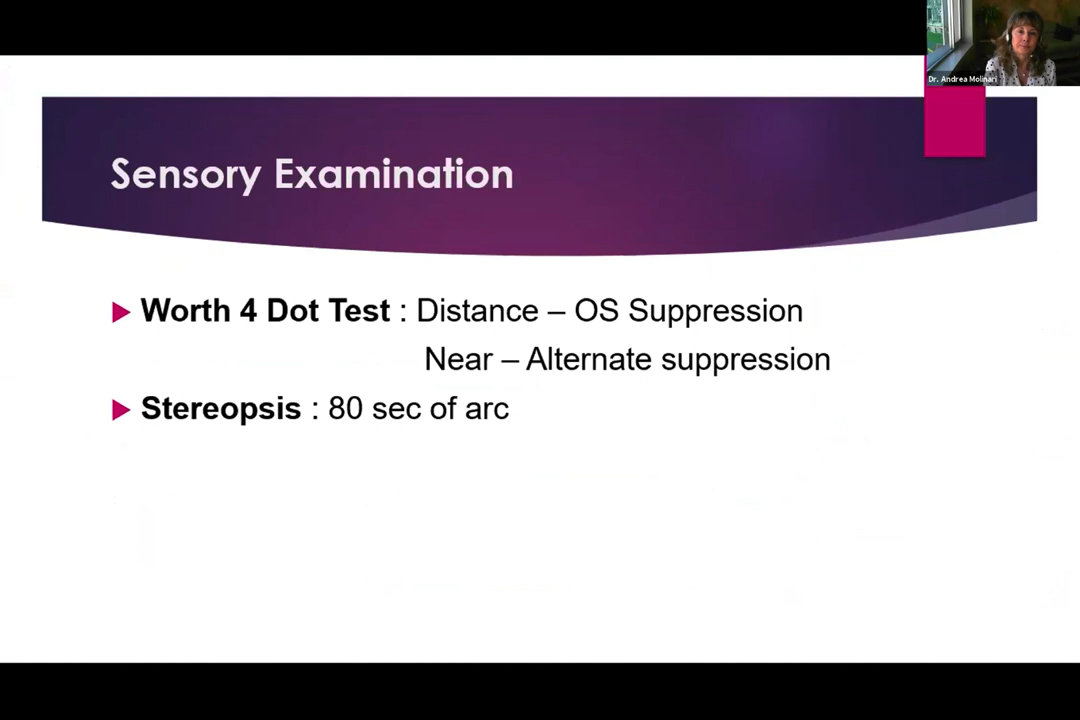 Dr. Andrea Molinari
Sensory Examination
Worth 4 Dot Test : Distance – OS Suppression
Near – Alternate suppression
Stereopsis : 80 sec of arc